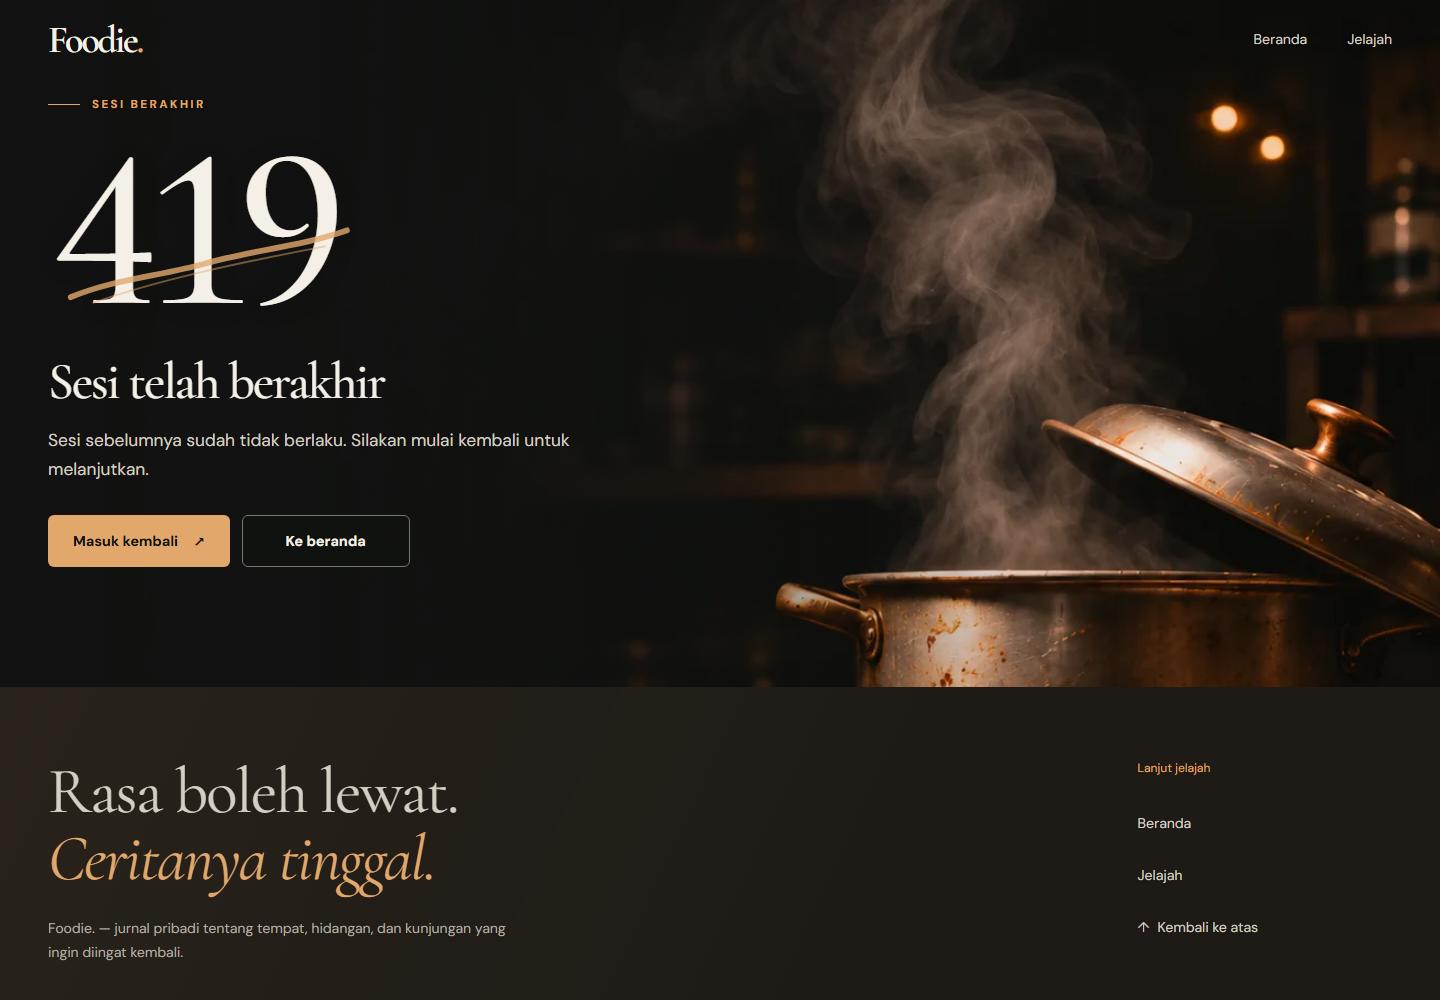 Foodie.
Beranda
Jelajah
SESI BERAKHIR
419
Sesi telah berakhir
Sesi sebelumnya sudah tidak berlaku. Silakan mulai kembali untuk
melanjutkan.
Masuk kembali ↗
Ke beranda
Rasa boleh lewat.
Ceritanya tinggal.
Foodie. — jurnal pribadi tentang tempat, hidangan, dan kunjungan yang
ingin diingat kembali.
Lanjut jelajah
Beranda
Jelajah
↑ Kembali ke atas